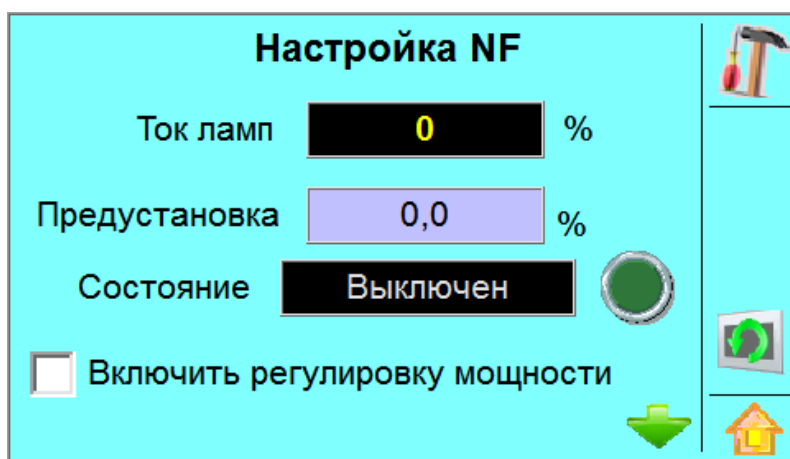 Настройка NF
Ток ламп 0 %
Предустановка 0,0 %
Состояние Выключен
Включить регулировку мощности